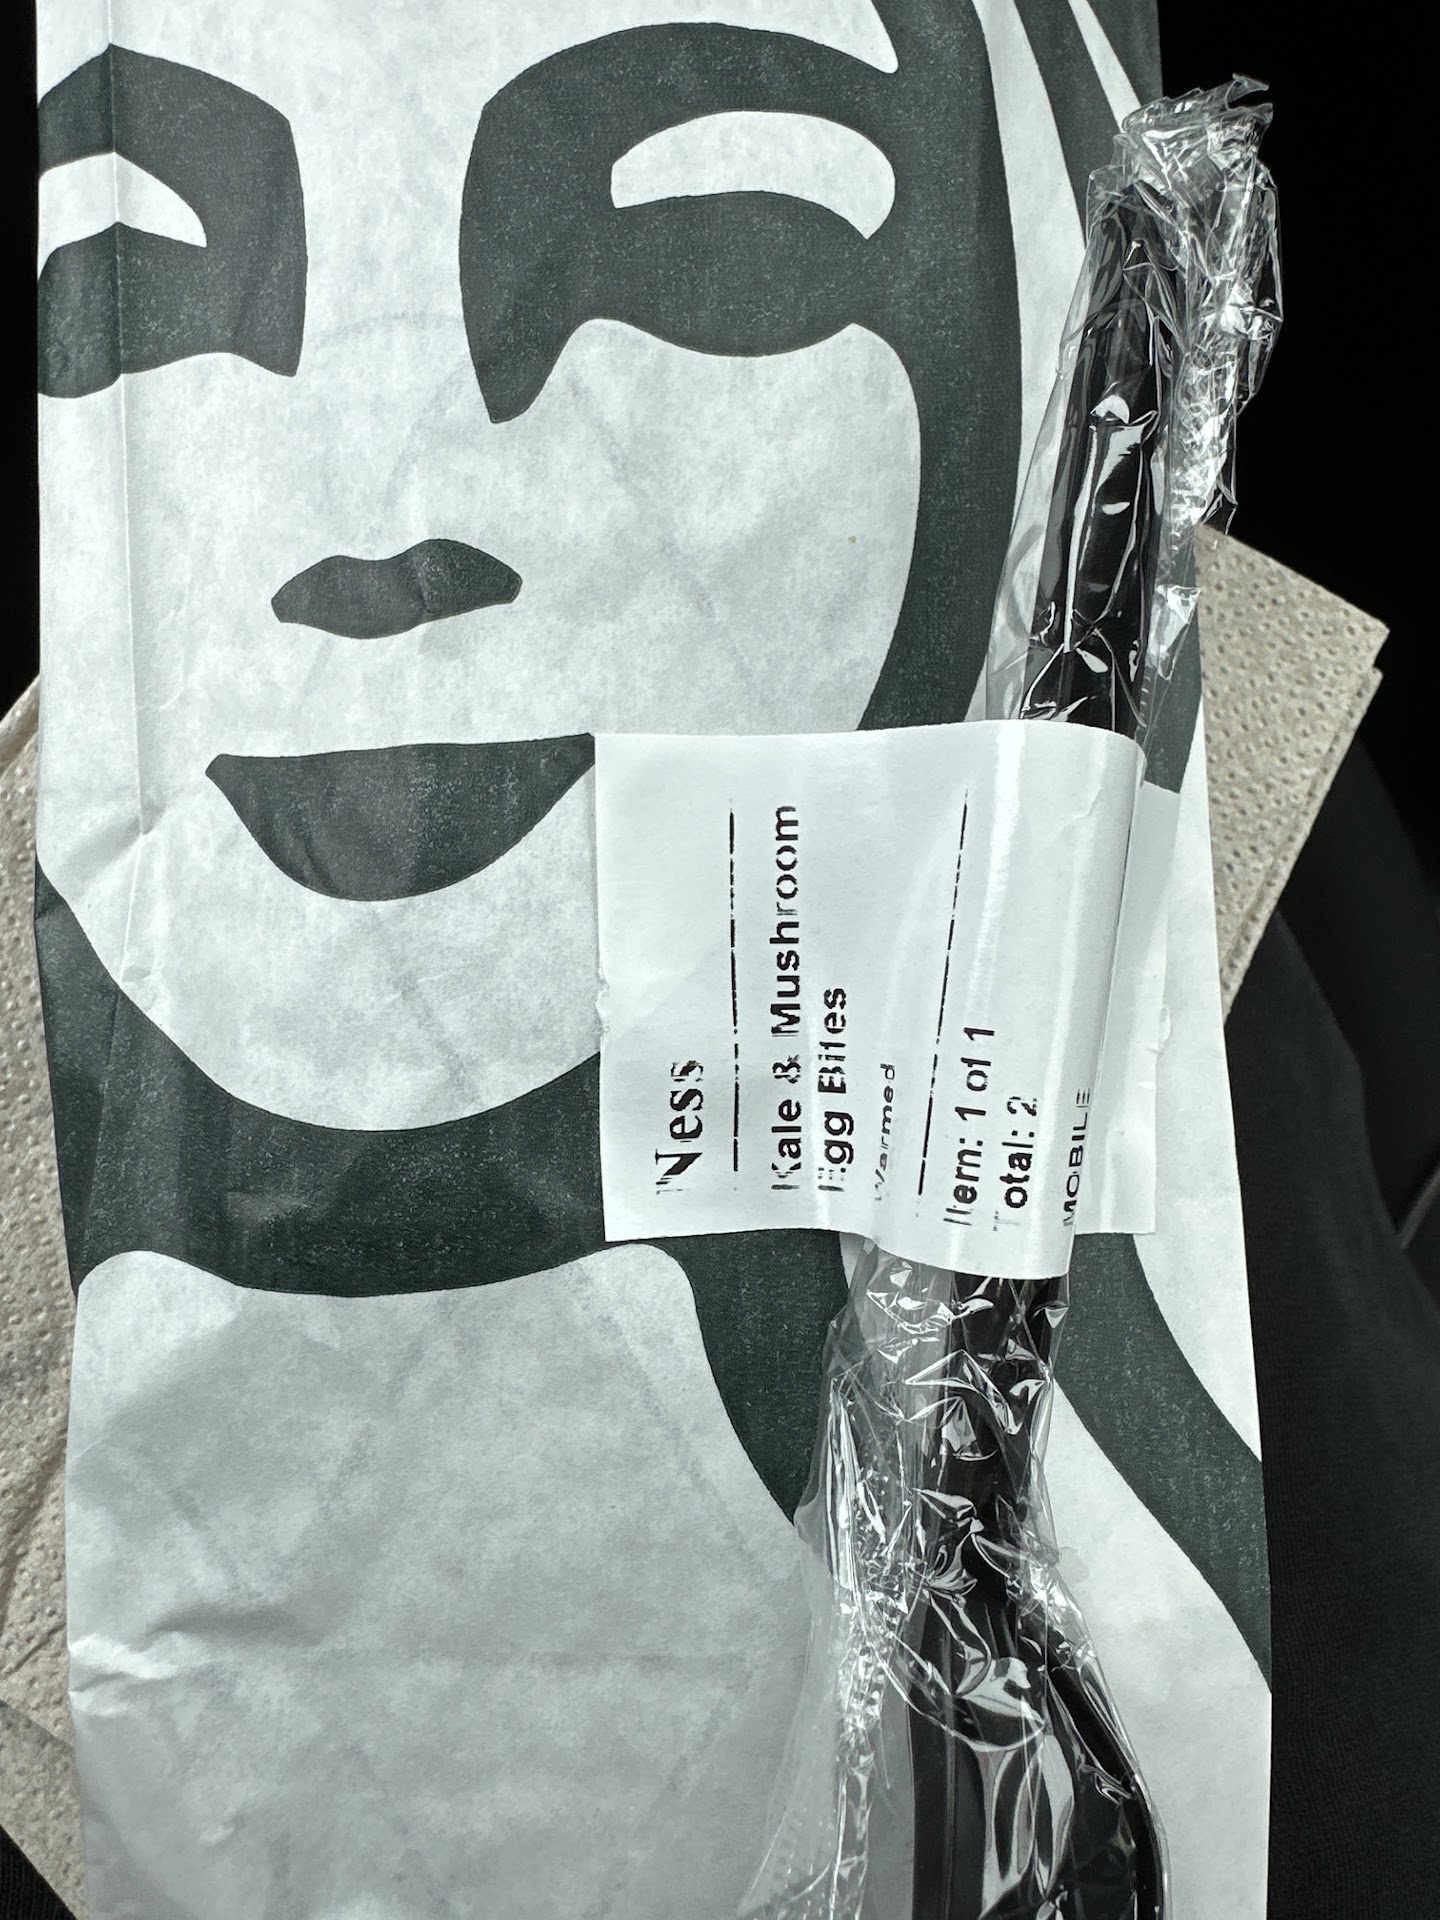 Ness
Kale & Mushroom
Egg Bites
Warmed
Item: 1 of 1
Total: 2
MOBILE